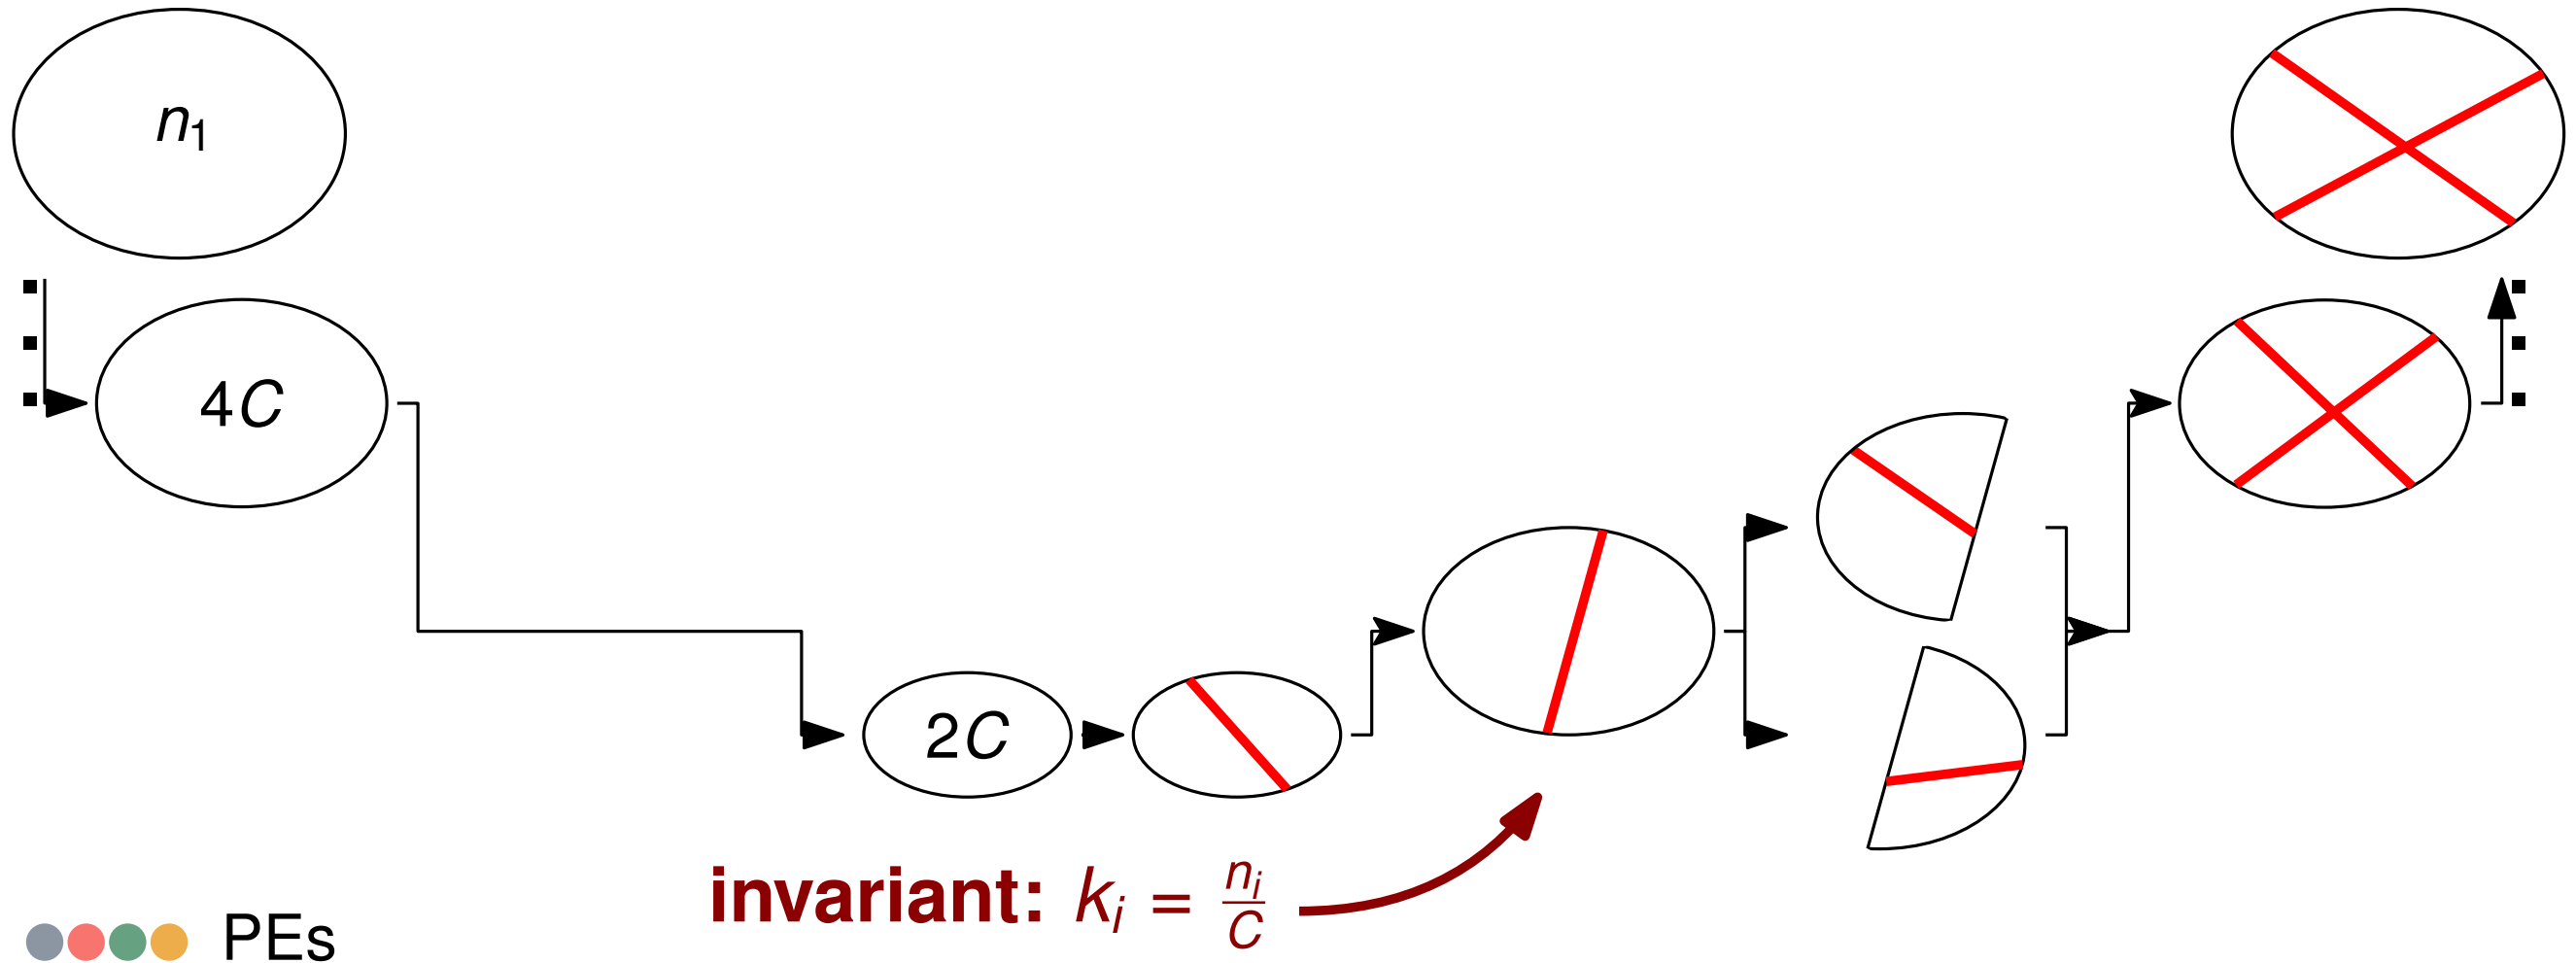 n₁
4C
2C
invariant: kᵢ = nᵢ/C
PEs